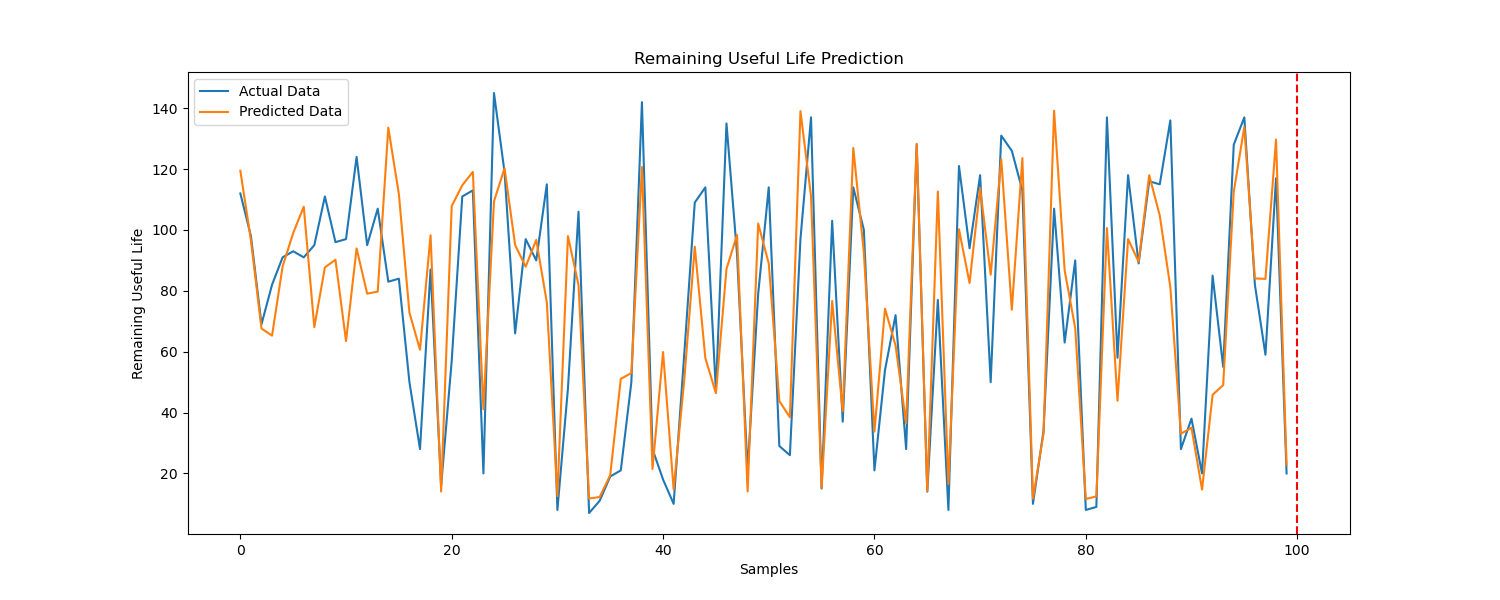 Remaining Useful Life Prediction
Actual Data
Predicted Data
Remaining Useful Life
140
120
100
80
60
40
20
0
20
40
60
80
100
Samples